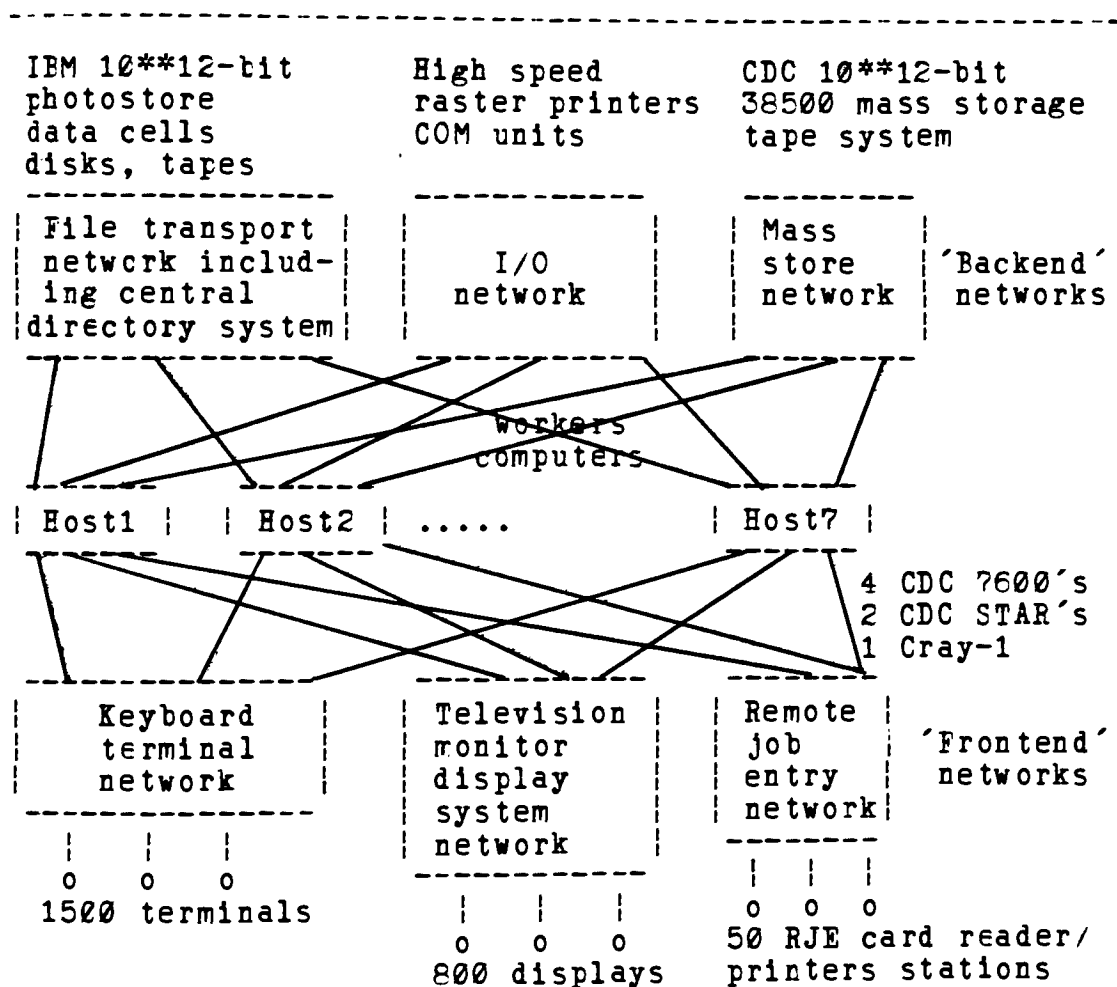 IBM 10**12-bit
photostore
data cells
disks, tapes
High speed
raster printers
COM units
CDC 10**12-bit
38500 mass storage
tape system
File transport
network includ-
ing central
directory system
I/O
network
Mass
store
network
'Backend'
networks
workers
computers
Host1
Host2
.....
Host7
4 CDC 7600's
2 CDC STAR's
1 Cray-1
Keyboard
terminal
network
Television
monitor
display
system
network
Remote
job
entry
network
'Frontend'
networks
1500 terminals
800 displays
50 RJE card reader/
printers stations